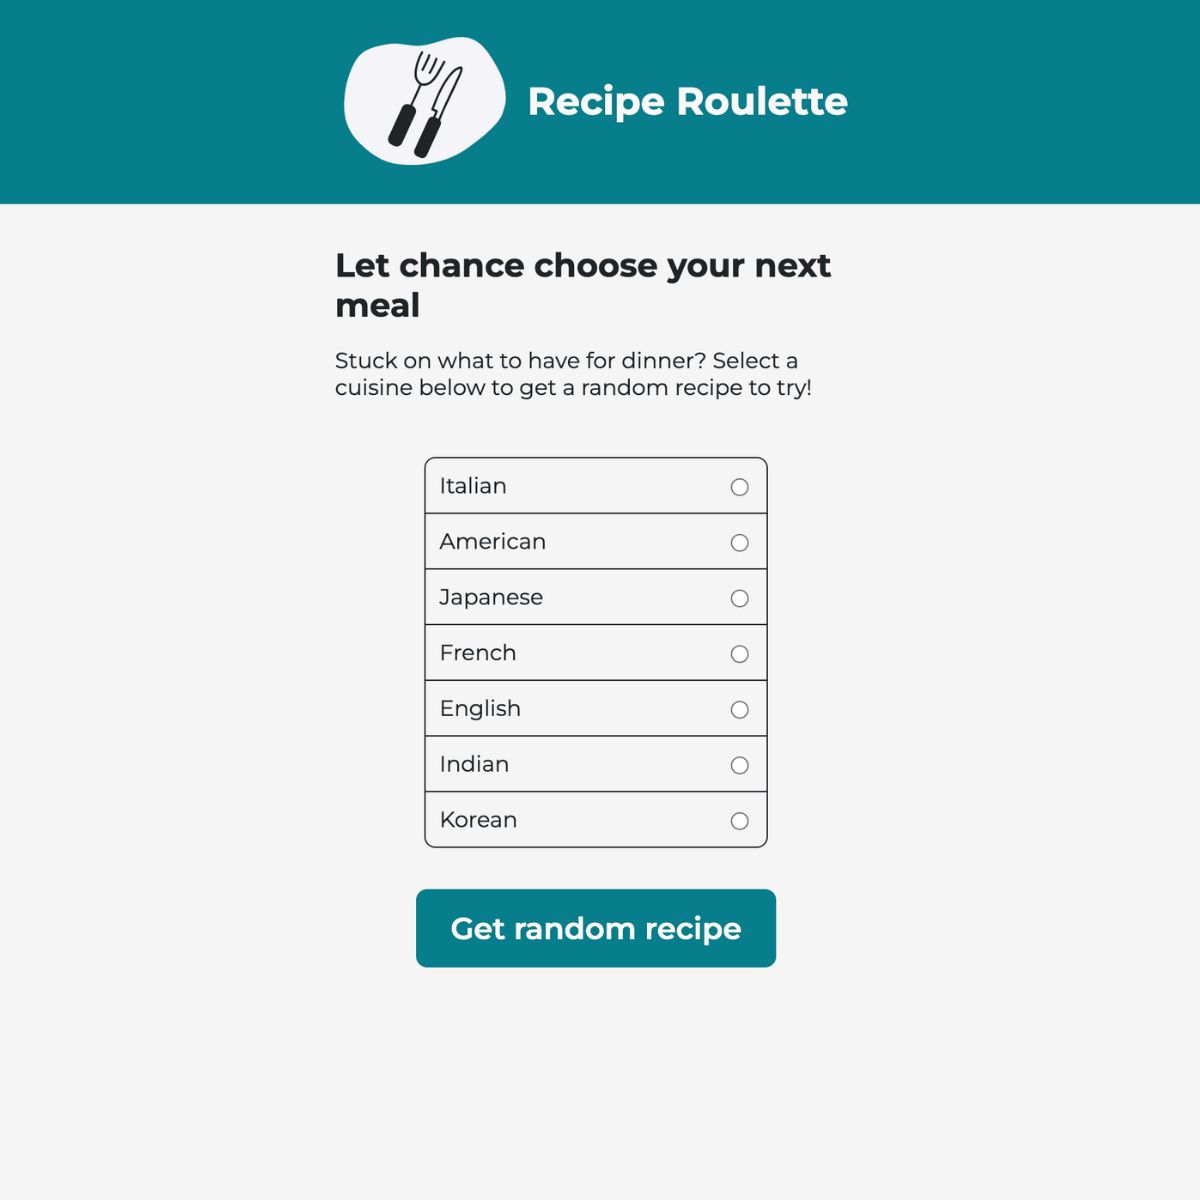 Recipe Roulette
Let chance choose your next
meal
Stuck on what to have for dinner? Select a
cuisine below to get a random recipe to try!
Italian
American
Japanese
French
English
Indian
Korean
Get random recipe